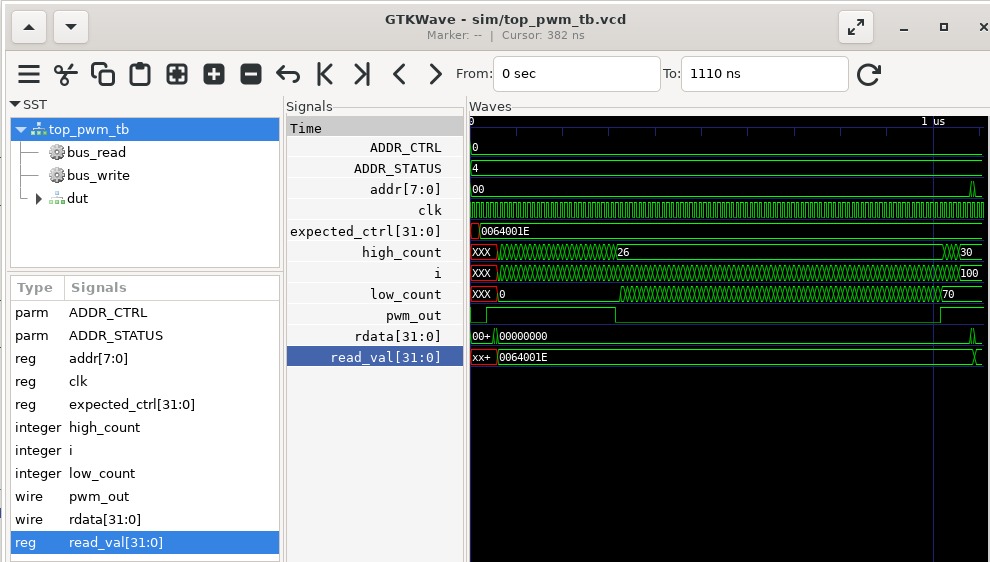 GTKWave - sim/top_pwm_tb.vcd
Marker: -- | Cursor: 382 ns
From: 0 sec To: 1110 ns
SST
top_pwm_tb
bus_read
bus_write
dut
Type Signals
parm ADDR_CTRL
parm ADDR_STATUS
reg addr[7:0]
reg clk
reg expected_ctrl[31:0]
integer high_count
integer i
integer low_count
wire pwm_out
wire rdata[31:0]
reg read_val[31:0]
Signals
Time
ADDR_CTRL
ADDR_STATUS
addr[7:0]
clk
expected_ctrl[31:0]
high_count
i
low_count
pwm_out
rdata[31:0]
read_val[31:0]
Waves
0 1 us
0
4
00
0064001E
XXX 26 30
XXX 100
XXX 0 70
00+ 00000000
xx+ 0064001E